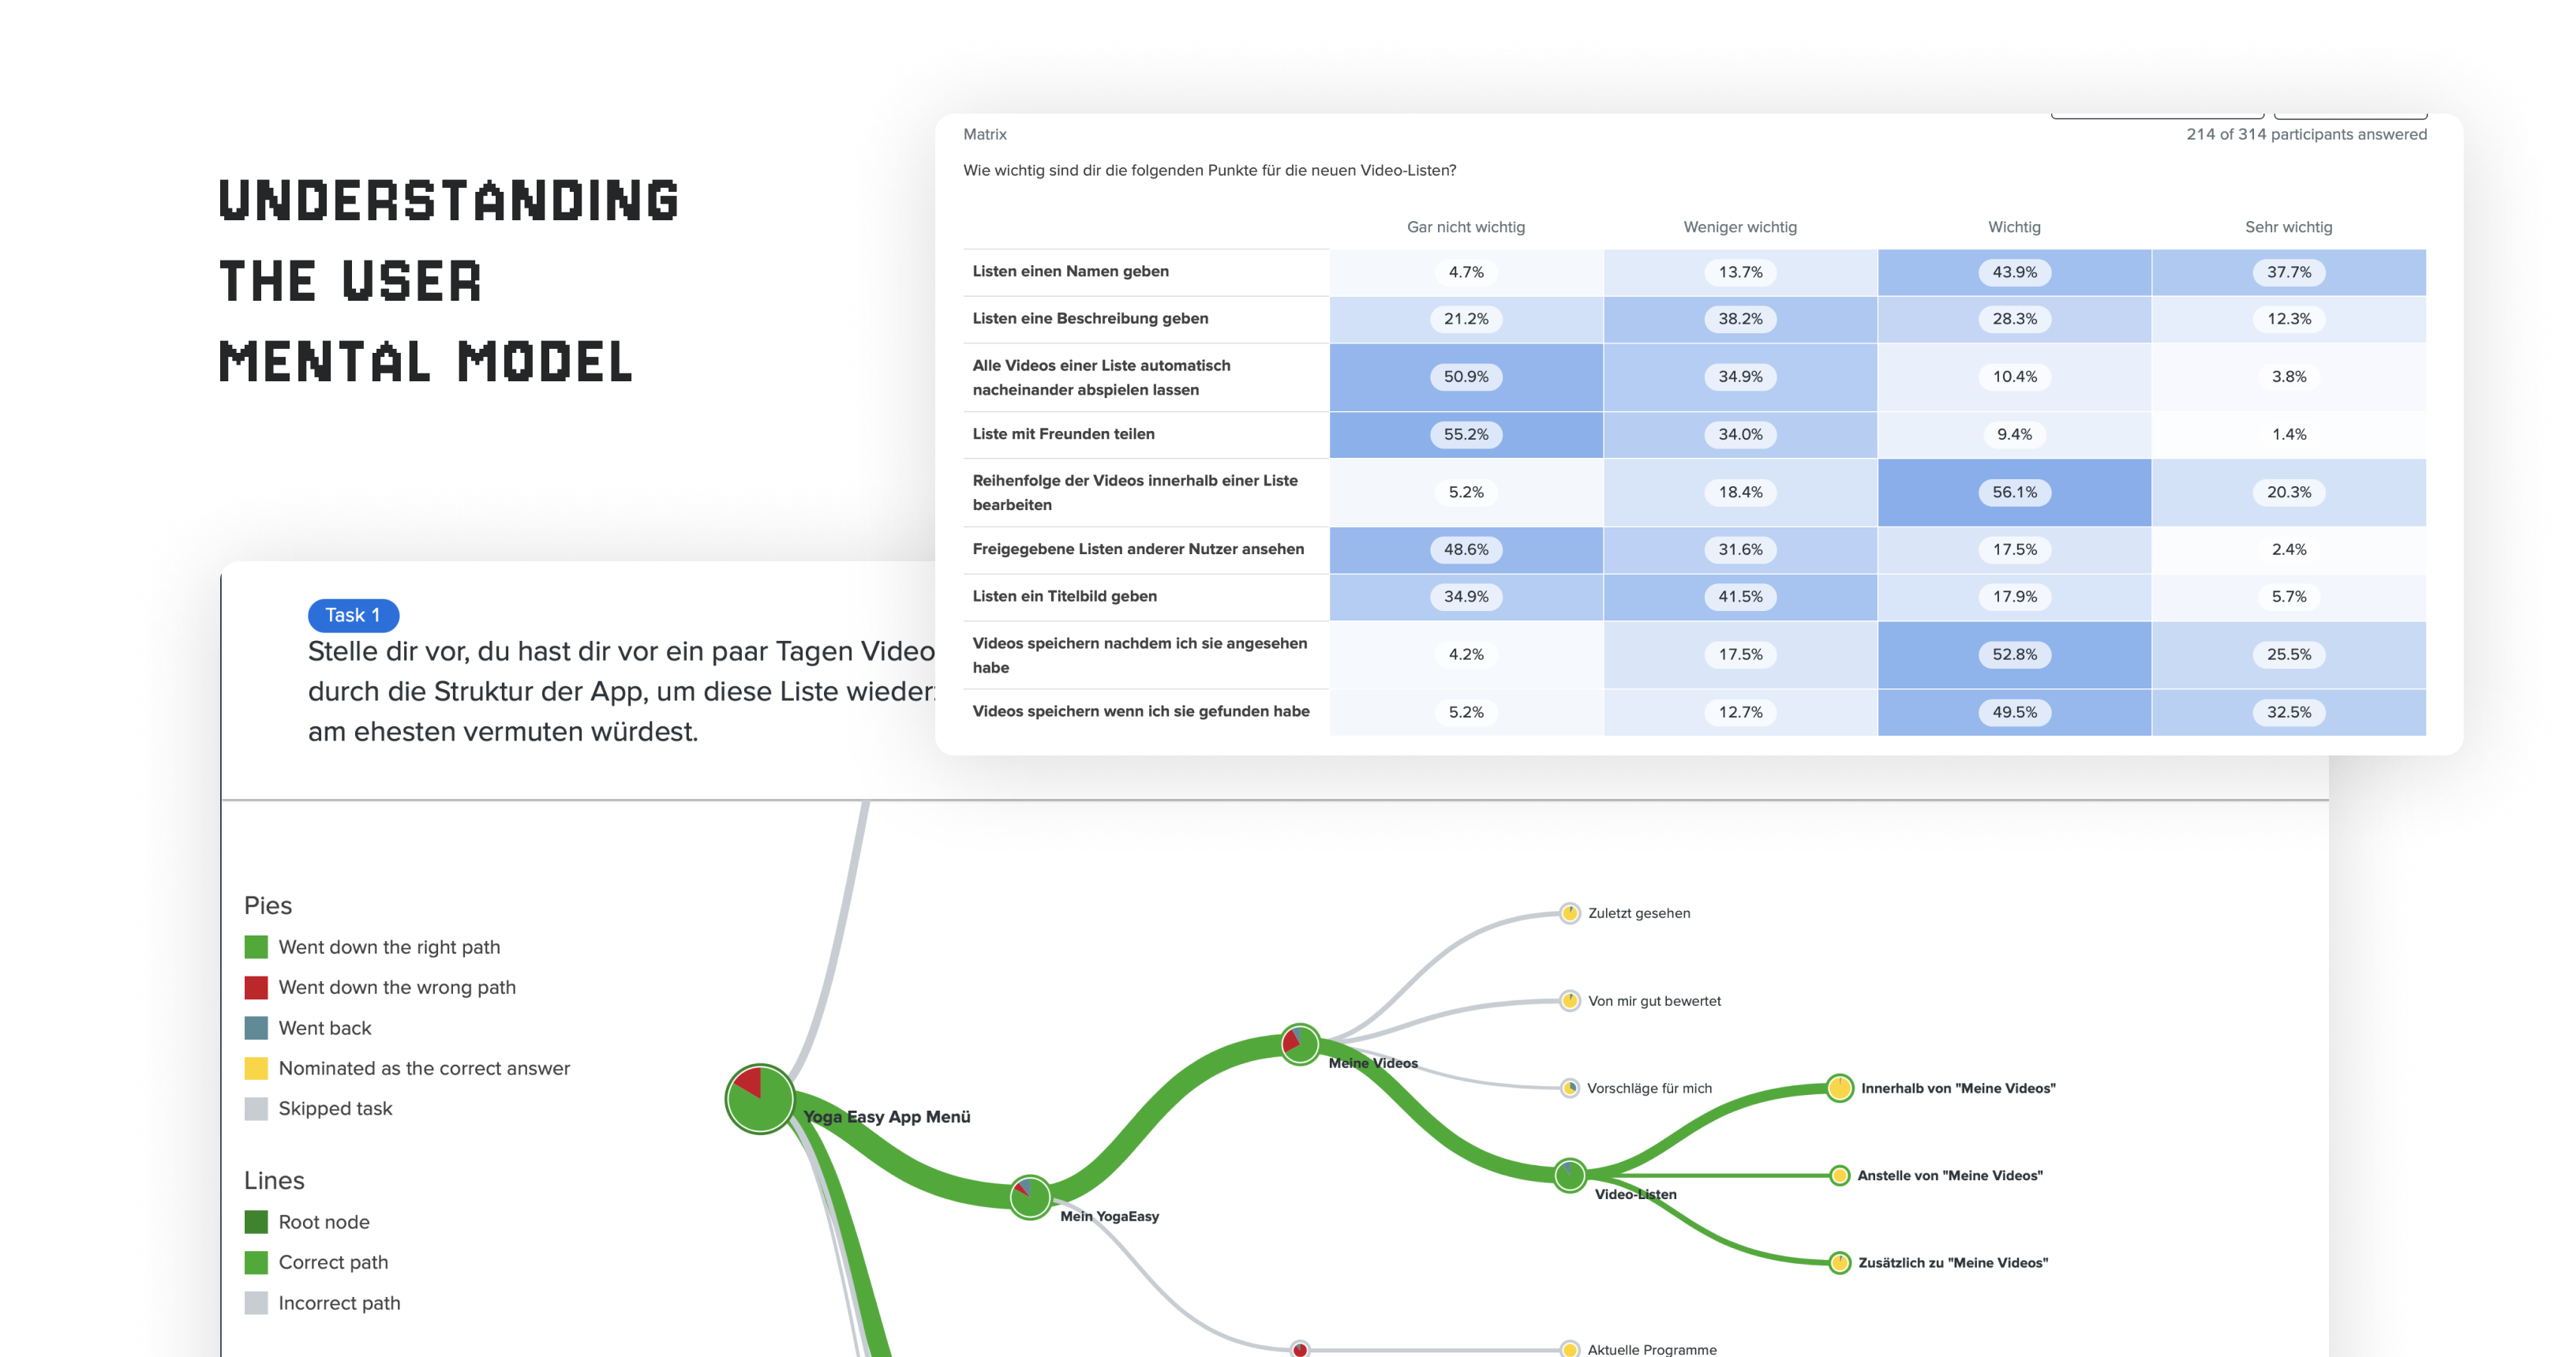 UNDERSTANDING
THE USER
MENTAL MODEL
Matrix
214 of 314 participants answered
Wie wichtig sind dir die folgenden Punkte für die neuen Video-Listen?
Gar nicht wichtig Weniger wichtig Wichtig Sehr wichtig
Listen einen Namen geben 4.7% 13.7% 43.9% 37.7%
Listen eine Beschreibung geben 21.2% 38.2% 28.3% 12.3%
Alle Videos einer Liste automatisch
nacheinander abspielen lassen 50.9% 34.9% 10.4% 3.8%
Liste mit Freunden teilen 55.2% 34.0% 9.4% 1.4%
Reihenfolge der Videos innerhalb einer Liste
bearbeiten 5.2% 18.4% 56.1% 20.3%
Freigegebene Listen anderer Nutzer ansehen 48.6% 31.6% 17.5% 2.4%
Listen ein Titelbild geben 34.9% 41.5% 17.9% 5.7%
Videos speichern nachdem ich sie angesehen
habe 4.2% 17.5% 52.8% 25.5%
Videos speichern wenn ich sie gefunden habe 5.2% 12.7% 49.5% 32.5%
Task 1
Stelle dir vor, du hast dir vor ein paar Tagen Video
durch die Struktur der App, um diese Liste wieder
am ehesten vermuten würdest.
Pies
Went down the right path
Went down the wrong path
Went back
Nominated as the correct answer
Skipped task
Lines
Root node
Correct path
Incorrect path
Yoga Easy App Menü
Mein YogaEasy
Meine Videos
Zuletzt gesehen
Von mir gut bewertet
Vorschläge für mich
Video-Listen
Innerhalb von "Meine Videos"
Anstelle von "Meine Videos"
Zusätzlich zu "Meine Videos"
Aktuelle Programme